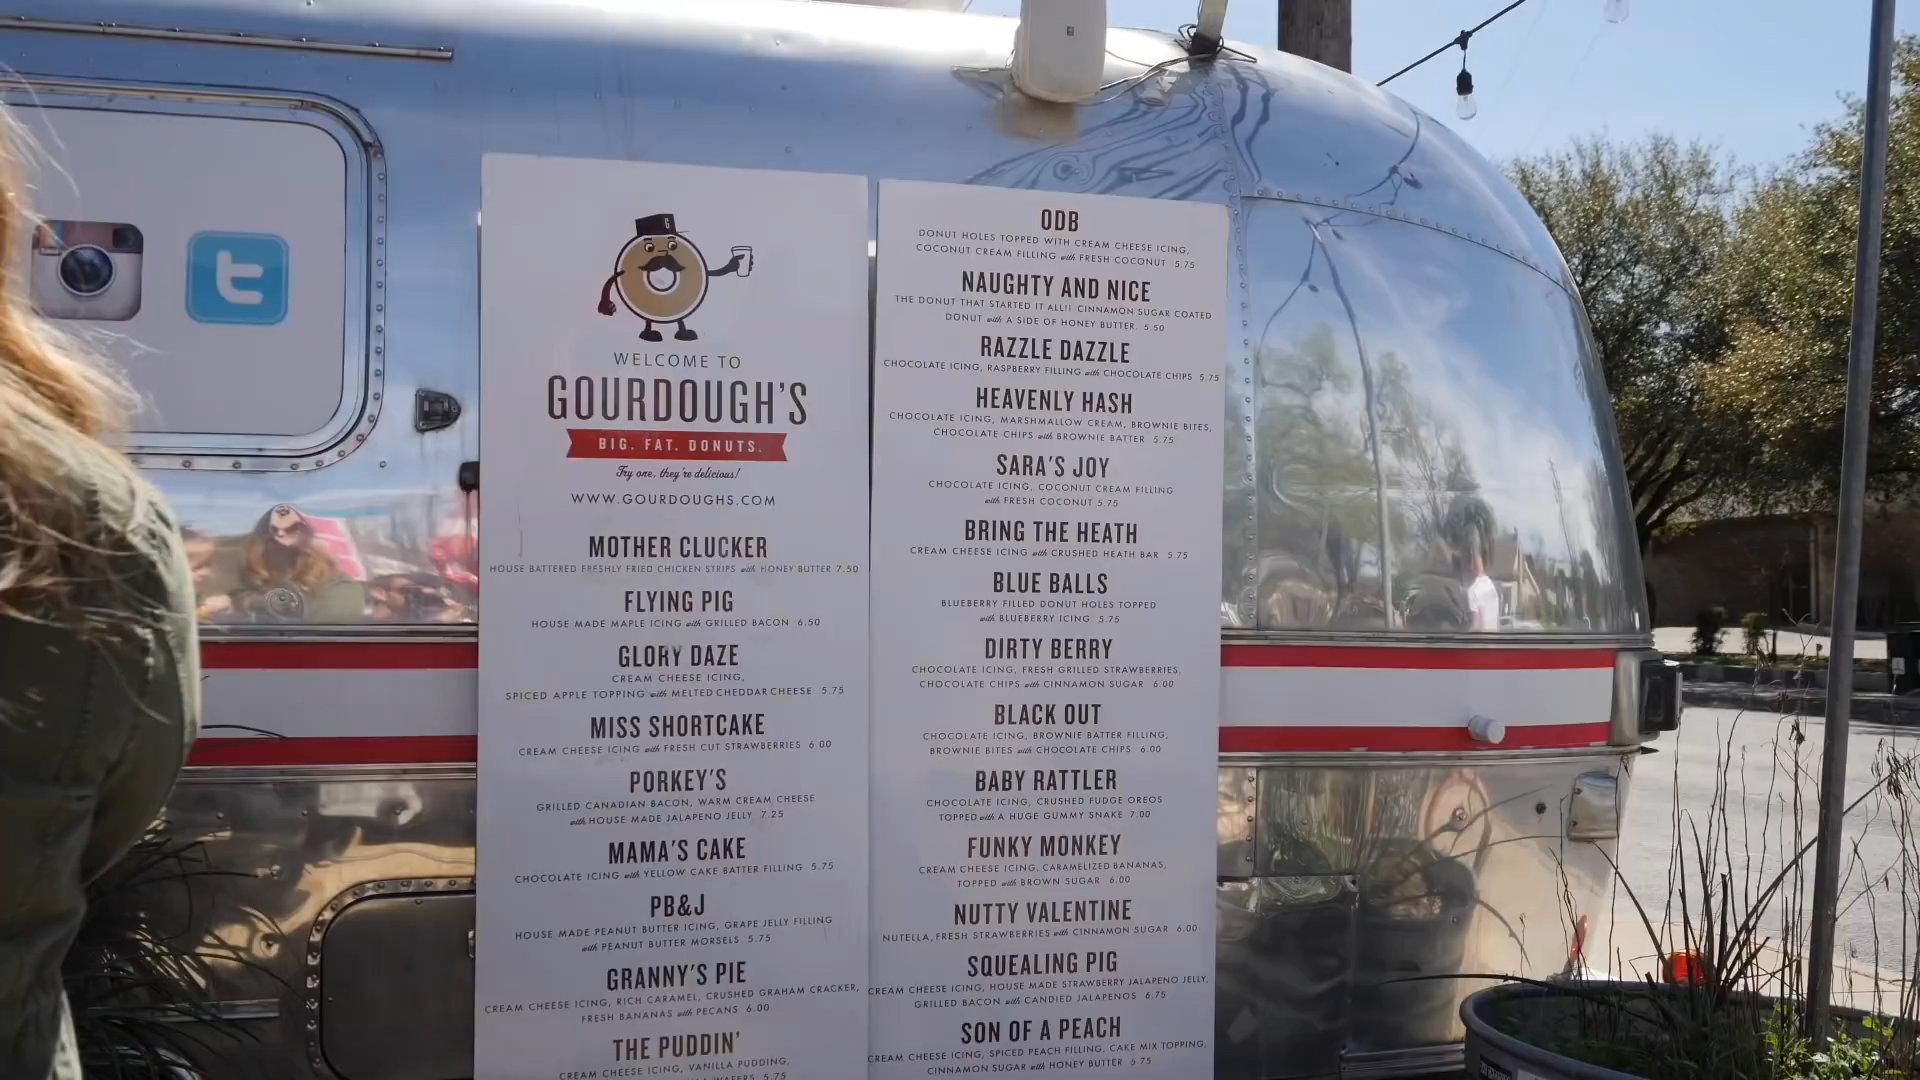 WELCOME TO
GOURDOUGH'S
BIG. FAT. DONUTS.
Try one, they're delicious!
WWW.GOURDOUGHS.COM
MOTHER CLUCKER
HOUSE BATTERED FRESHLY FRIED CHICKEN STRIPS with HONEY BUTTER 7.50
FLYING PIG
HOUSE MADE MAPLE ICING with GRILLED BACON 6.50
GLORY DAZE
CREAM CHEESE ICING,
SPICED APPLE TOPPING with MELTED CHEDDAR CHEESE 5.75
MISS SHORTCAKE
CREAM CHEESE ICING with FRESH CUT STRAWBERRIES 6.00
PORKEY'S
GRILLED CANADIAN BACON, WARM CREAM CHEESE
with HOUSE MADE JALAPENO JELLY 7.25
MAMA'S CAKE
CHOCOLATE ICING with YELLOW CAKE BATTER FILLING 5.75
PB&J
HOUSE MADE PEANUT BUTTER ICING, GRAPE JELLY FILLING
with PEANUT BUTTER MORSELS 5.75
GRANNY'S PIE
CREAM CHEESE ICING, RICH CARAMEL, CRUSHED GRAHAM CRACKER,
FRESH BANANAS with PECANS 6.00
THE PUDDIN'
CREAM CHEESE ICING, VANILLA PUDDING,
WAFERS 5.75
ODB
DONUT HOLES TOPPED WITH CREAM CHEESE ICING,
COCONUT CREAM FILLING with FRESH COCONUT 5.75
NAUGHTY AND NICE
THE DONUT THAT STARTED IT ALL!! CINNAMON SUGAR COATED
DONUT with A SIDE OF HONEY BUTTER. 5.50
RAZZLE DAZZLE
CHOCOLATE ICING, RASPBERRY FILLING with CHOCOLATE CHIPS 5.75
HEAVENLY HASH
CHOCOLATE ICING, MARSHMALLOW CREAM, BROWNIE BITES,
CHOCOLATE CHIPS with BROWNIE BATTER 5.75
SARA'S JOY
CHOCOLATE ICING, COCONUT CREAM FILLING
with FRESH COCONUT 5.75
BRING THE HEATH
CREAM CHEESE ICING with CRUSHED HEATH BAR 5.75
BLUE BALLS
BLUEBERRY FILLED DONUT HOLES TOPPED
with BLUEBERRY ICING 5.75
DIRTY BERRY
CHOCOLATE ICING, FRESH GRILLED STRAWBERRIES,
CHOCOLATE CHIPS with CINNAMON SUGAR 6.00
BLACK OUT
CHOCOLATE ICING, BROWNIE BATTER FILLING,
BROWNIE BITES with CHOCOLATE CHIPS 6.00
BABY RATTLER
CHOCOLATE ICING, CRUSHED FUDGE OREOS
TOPPED with A HUGE GUMMY SNAKE 7.00
FUNKY MONKEY
CREAM CHEESE ICING, CARAMELIZED BANANAS,
TOPPED with BROWN SUGAR 6.00
NUTTY VALENTINE
NUTELLA, FRESH STRAWBERRIES with CINNAMON SUGAR 6.00
SQUEALING PIG
CREAM CHEESE ICING, HOUSE MADE STRAWBERRY JALAPENO JELLY,
GRILLED BACON with CANDIED JALAPENOS 6.75
SON OF A PEACH
CREAM CHEESE ICING, SPICED PEACH FILLING, CAKE MIX TOPPING,
CINNAMON SUGAR with HONEY BUTTER 5.75